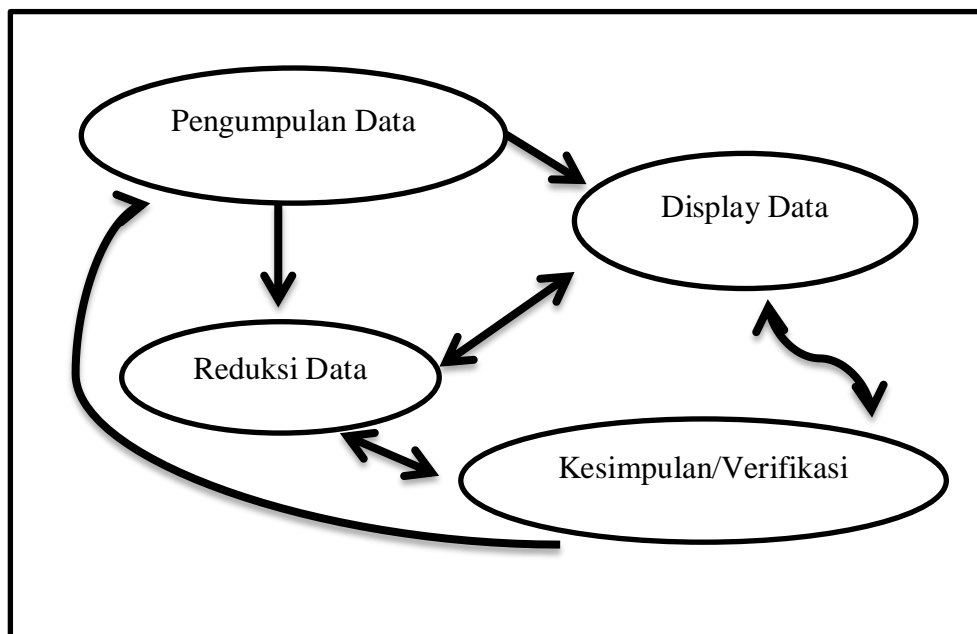 Pengumpulan Data
Display Data
Reduksi Data
Kesimpulan/Verifikasi